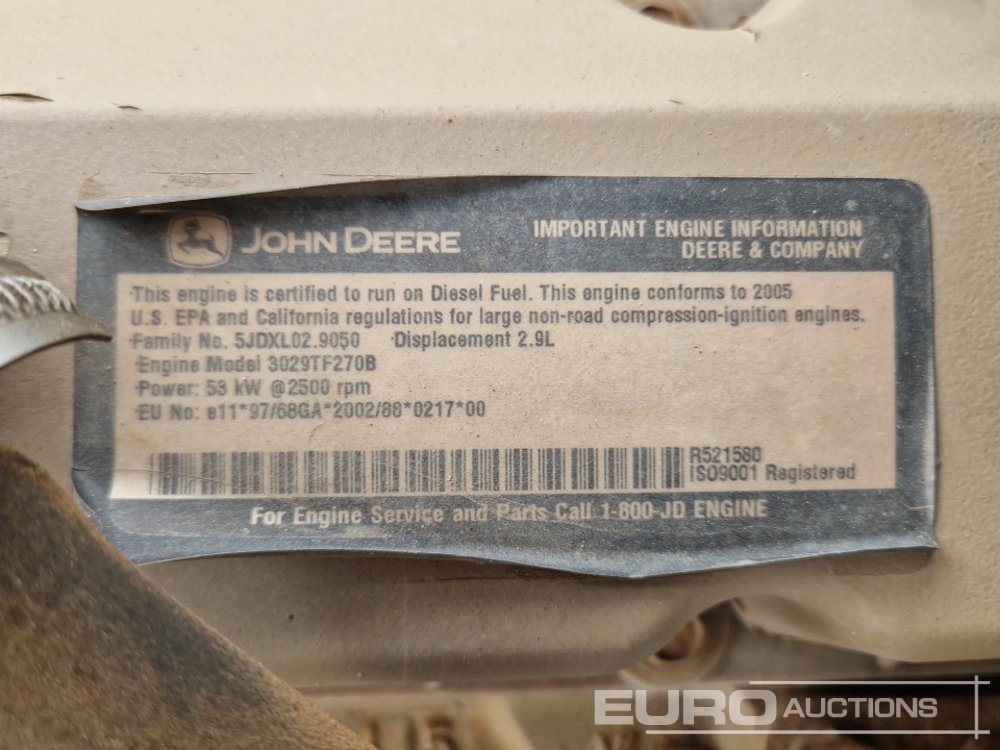 JOHN DEERE
IMPORTANT ENGINE INFORMATION
DEERE & COMPANY
This engine is certified to run on Diesel Fuel. This engine conforms to 2005
U.S. EPA and California regulations for large non-road compression-ignition engines.
Family No. 5JDXL02.9050 Displacement 2.9L
Engine Model 3029TF270B
Power: 53 kW @2500 rpm
EU No: e11*97/68GA*2002/88*0217*00
R521580
ISO9001 Registered
For Engine Service and Parts Call 1-800-JD ENGINE
EURO AUCTIONS